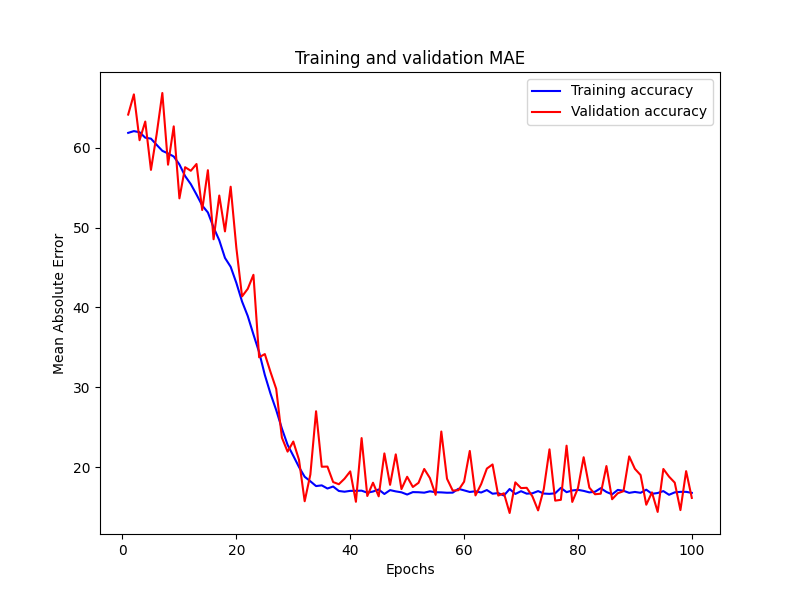 Training and validation MAE
Training accuracy
Validation accuracy
Mean Absolute Error
60
50
40
30
20
0
20
40
60
80
100
Epochs